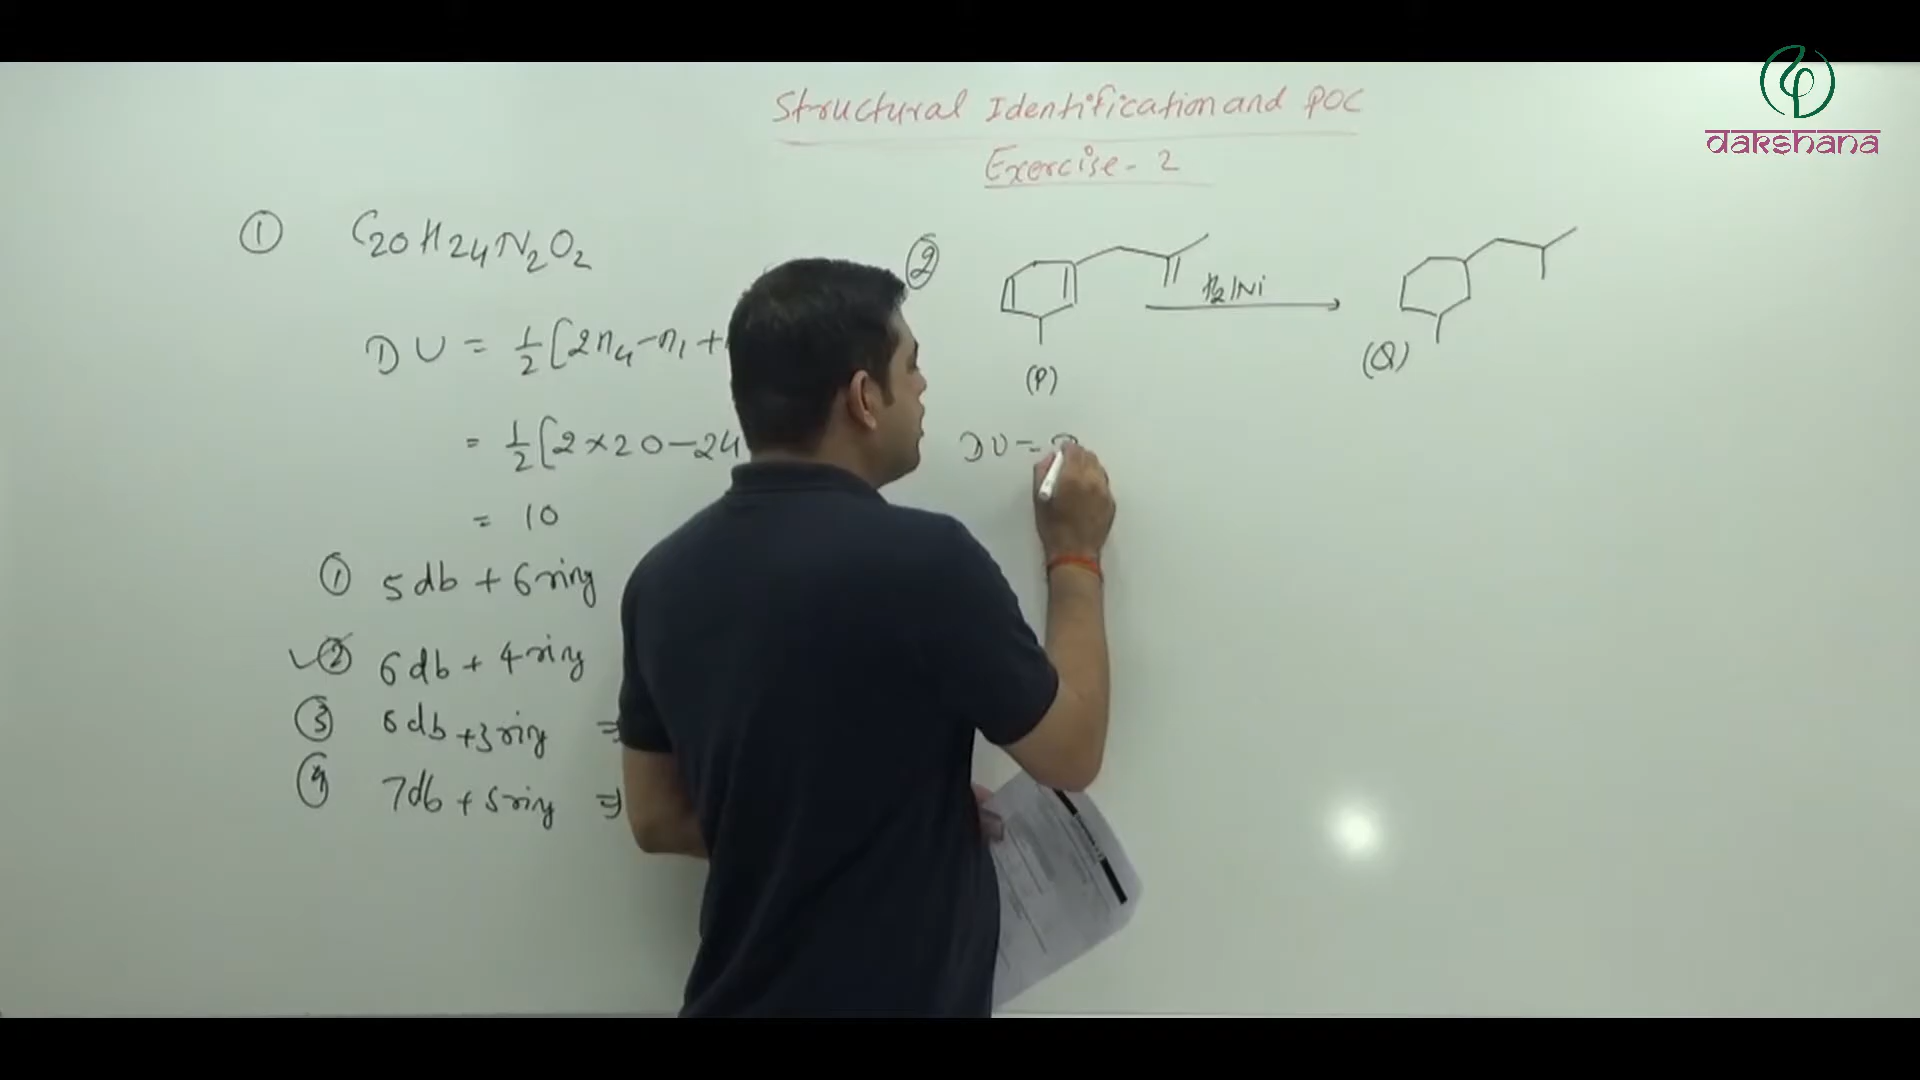 Structural Identification and POC
Exercise - 2
dakshana
① C20H24N2O2
DU = 1/2 [2n4 - n1 +
= 1/2 [2×20-24
= 10
① 5db + 6ring
✓② 6db + 4ring
③ 6db +3ring ⇒
④ 7db + 5ring ⇒
② H2/Ni
(P)
(Q)
DU =